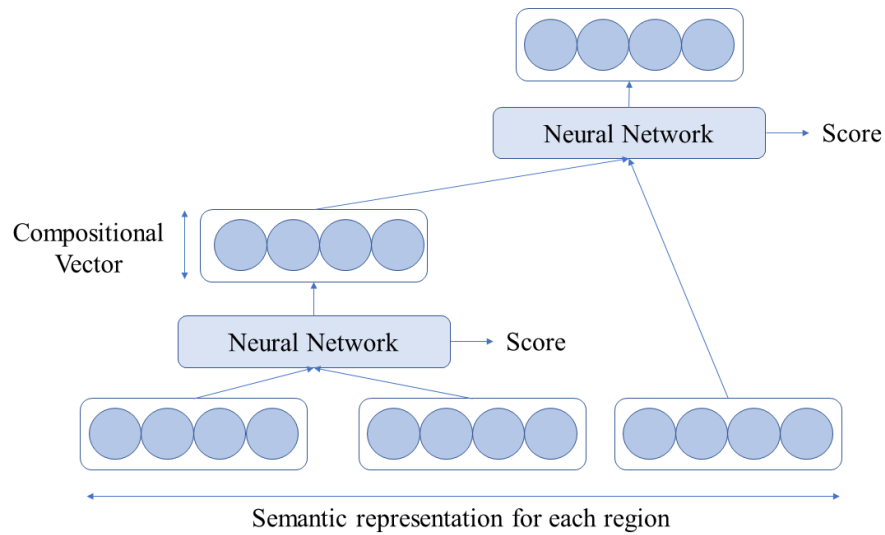 Neural Network
Score
Compositional
Vector
Neural Network
Score
Semantic representation for each region